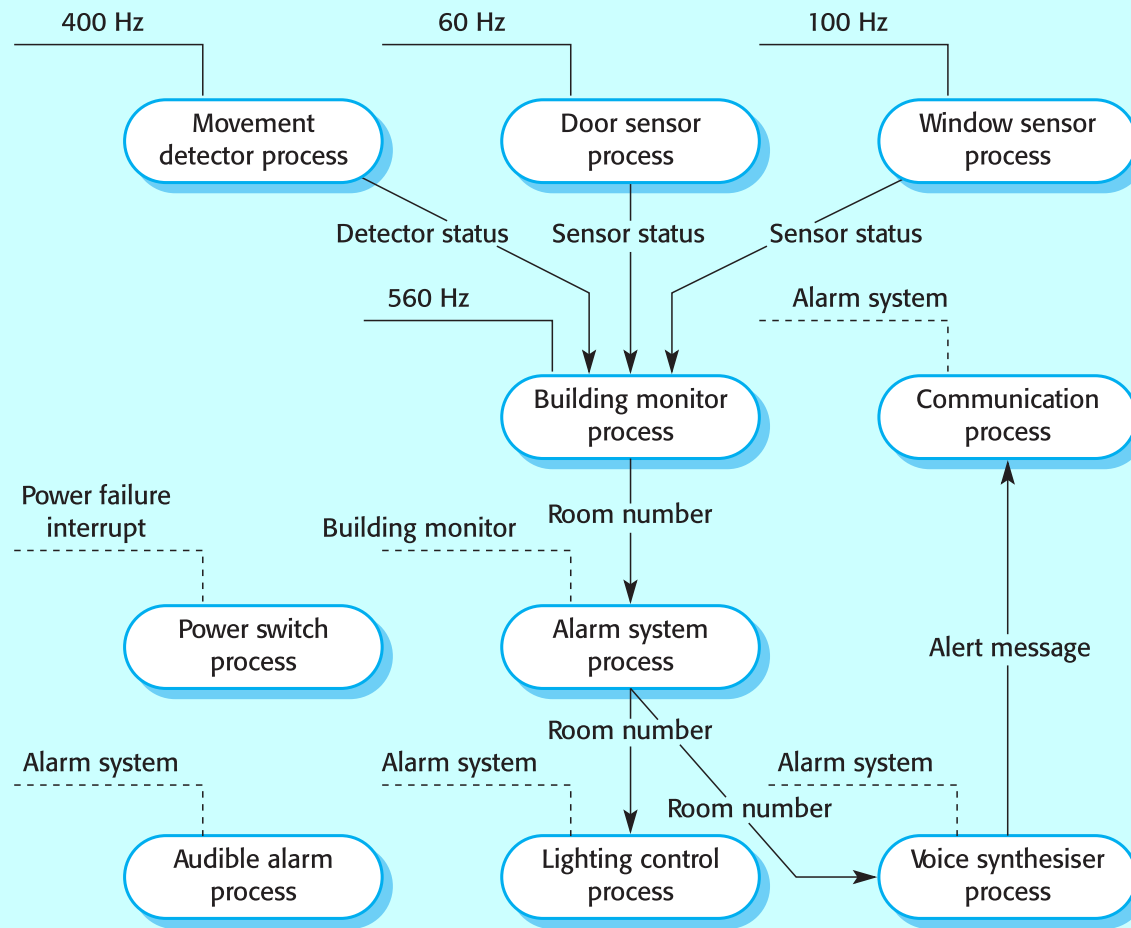 400 Hz
60 Hz
100 Hz
Movement
detector process
Door sensor
process
Window sensor
process
Detector status
Sensor status
Sensor status
560 Hz
Alarm system
Building monitor
process
Communication
process
Power failure
interrupt
Building monitor
Room number
Power switch
process
Alarm system
process
Alert message
Room number
Alarm system
Alarm system
Alarm system
Room number
Audible alarm
process
Lighting control
process
Voice synthesiser
process